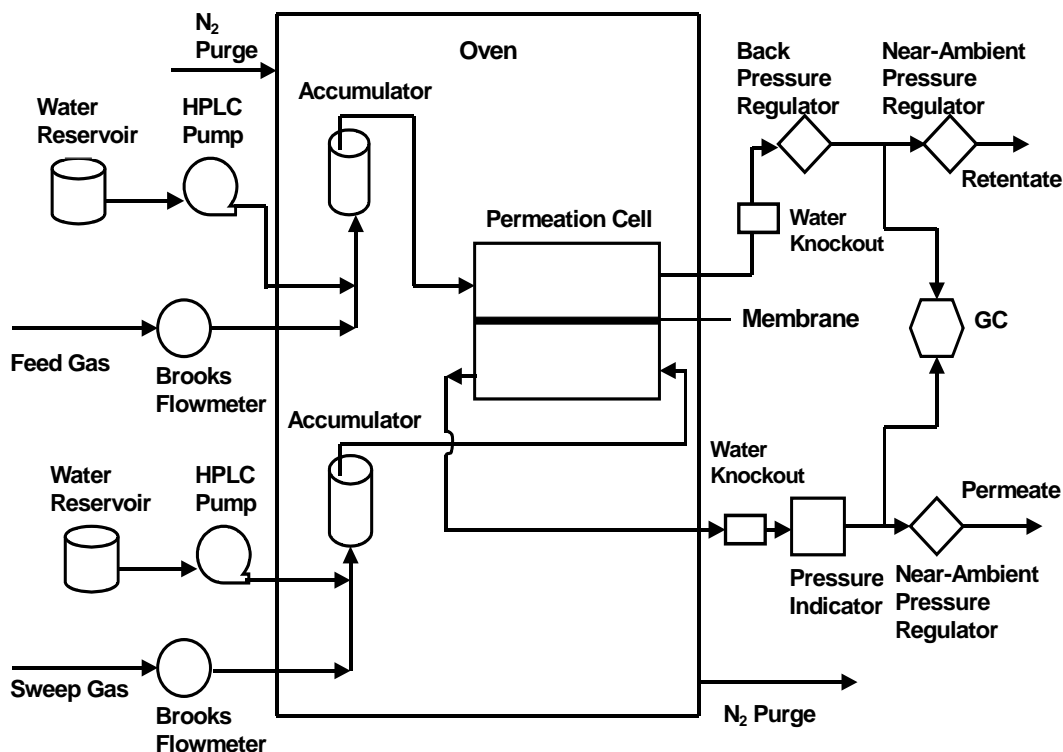 N₂
Purge
Oven
Back
Pressure
Regulator
Near-Ambient
Pressure
Regulator
Accumulator
Water
Reservoir
HPLC
Pump
Retentate
Permeation Cell
Water
Knockout
Membrane
GC
Feed Gas
Brooks
Flowmeter
Accumulator
Water
Knockout
Water
Reservoir
HPLC
Pump
Permeate
Pressure
Indicator
Near-Ambient
Pressure
Regulator
Sweep Gas
Brooks
Flowmeter
N₂ Purge